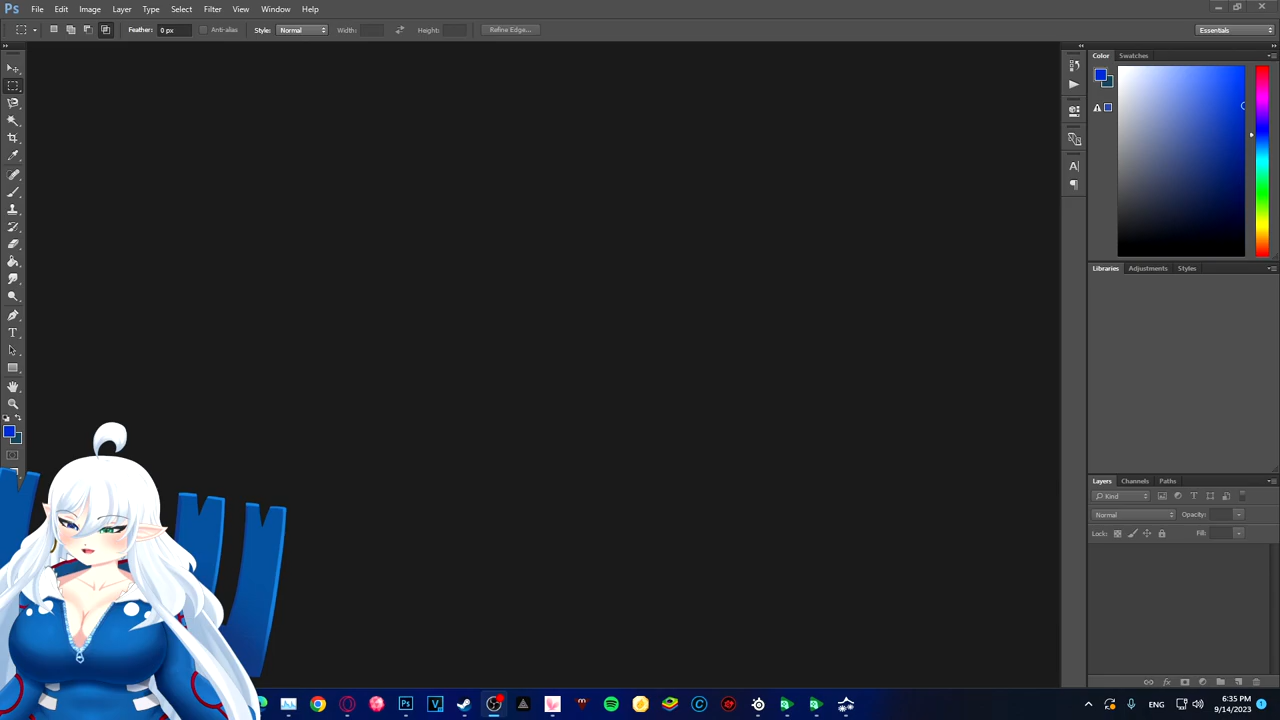 Ps File Edit Image Layer Type Select Filter View Window Help
Feather: 0 px Anti-alias Style: Normal Width: Height: Refine Edge... Essentials
Color Swatches
Libraries Adjustments Styles
Layers Channels Paths
Kind
Normal Opacity:
Lock: Fill:
ENG
6:35 PM
9/14/2023